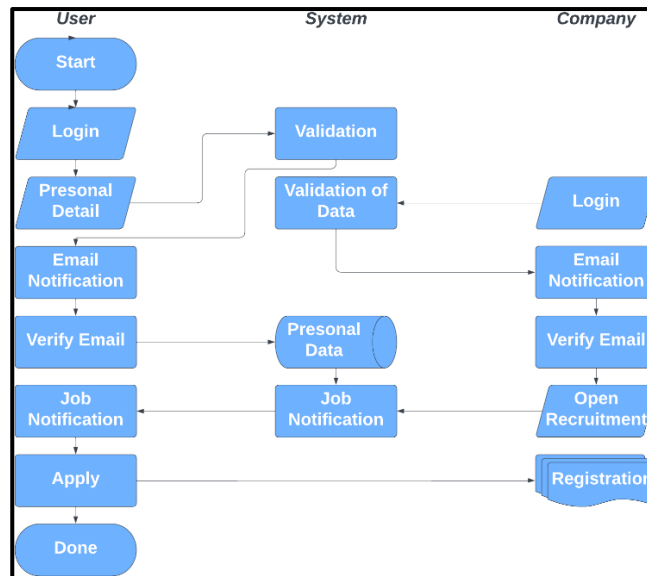 User System Company
Start
Login Validation
Presonal
Detail
Validation of
Data
Login
Email
Notification
Email
Notification
Verify Email
Presonal
Data
Verify Email
Job
Notification
Job
Notification
Open
Recruitment
Apply Registration
Done